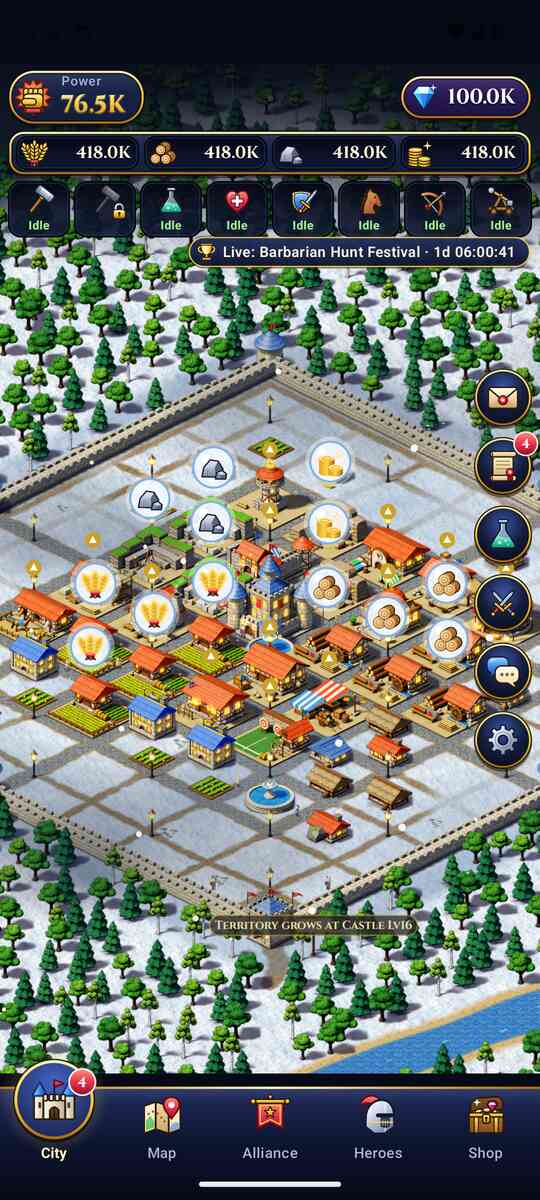 Power
76.5K
100.0K
418.0K 418.0K 418.0K 418.0K
Idle Idle Idle Idle Idle Idle Idle
Live: Barbarian Hunt Festival · 1d 06:00:41
4
Territory grows at Castle Lv16
4
City Map Alliance Heroes Shop